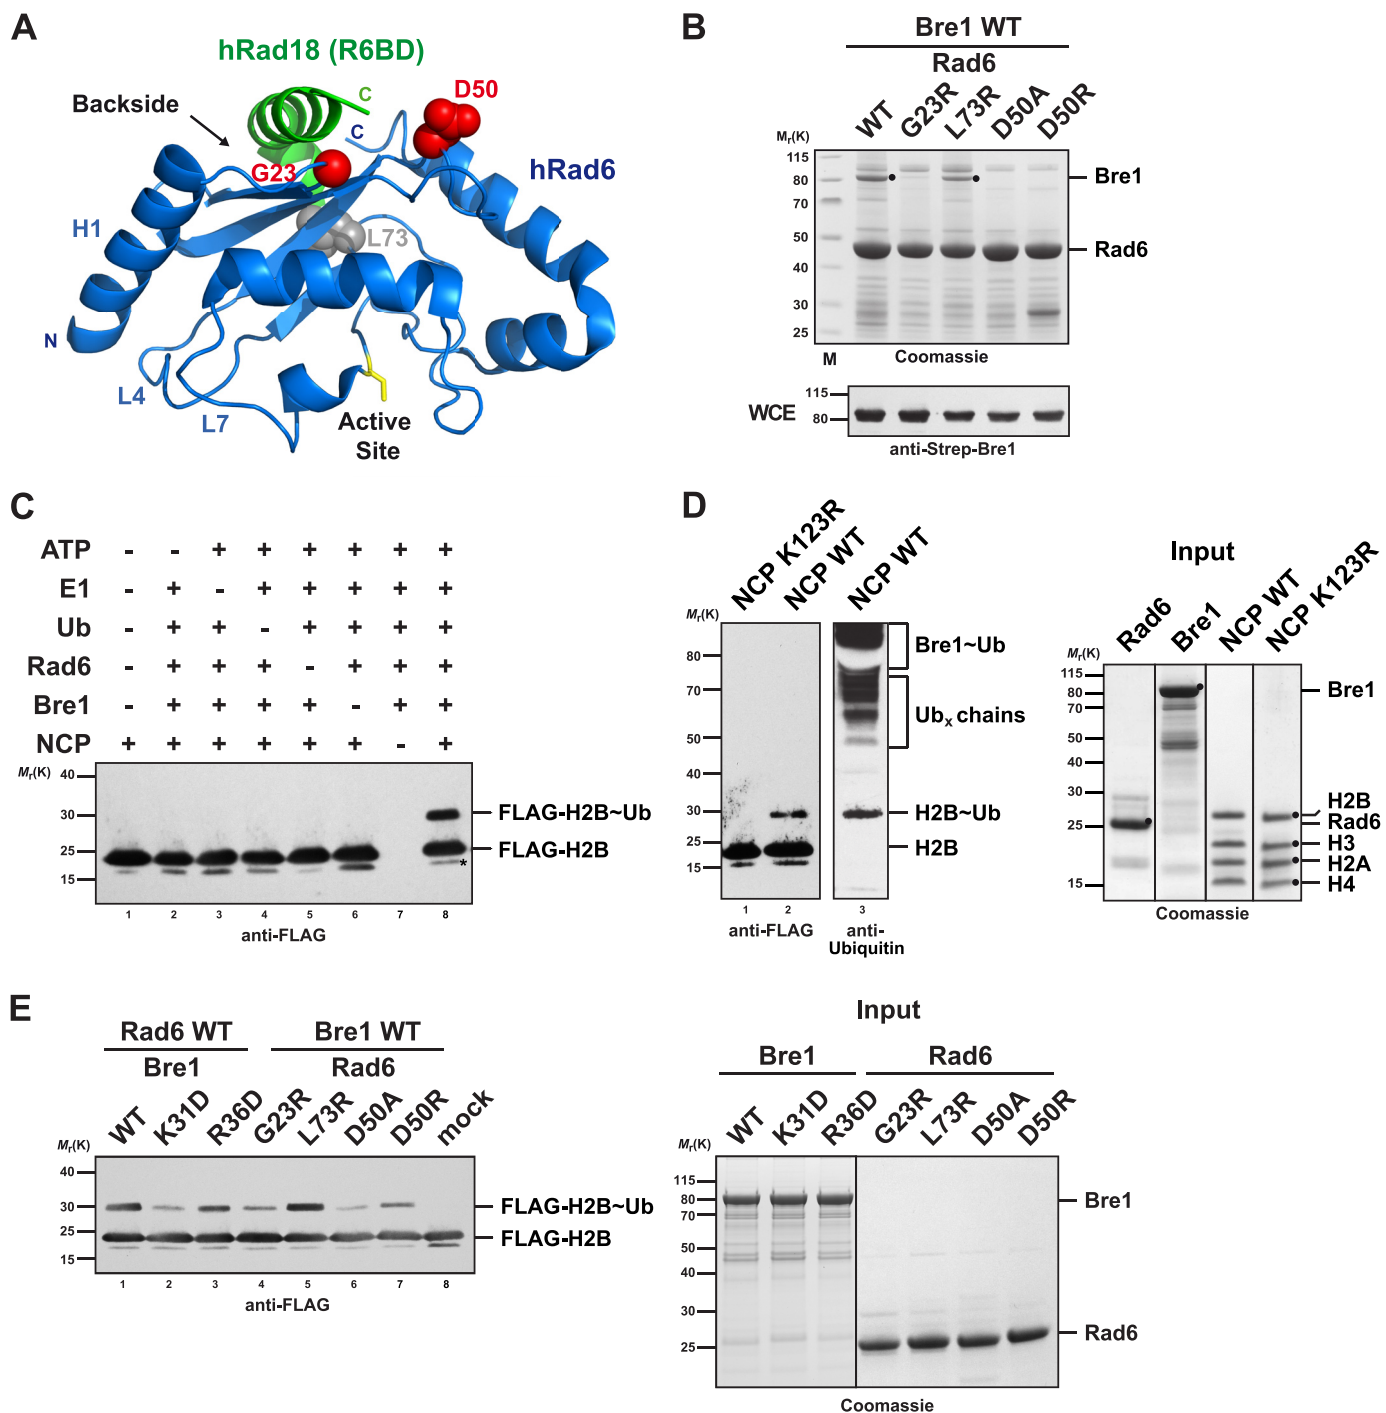 A
hRad18 (R6BD)
D50
Backside
C
C
G23
hRad6
H1
L73
N
L4
L7
Active
Site
B
Bre1 WT
Rad6
WT G23R L73R D50A D50R
Mr(K)
115
80
70
50
40
30
25
Bre1
Rad6
M
Coomassie
WCE
115
80
anti-Strep-Bre1
C
ATP - - + + + + + +
E1 - + - + + + + +
Ub - + + - + + + +
Rad6 - + + + - + + +
Bre1 - + + + + - + +
NCP + + + + + + - +
Mr(K)
40
30
25
15
FLAG-H2B~Ub
FLAG-H2B
*
1 2 3 4 5 6 7 8
anti-FLAG
D
NCP K123R NCP WT NCP WT
Mr(K)
80
70
50
40
30
25
15
Bre1~Ub
Ubx chains
H2B~Ub
H2B
1 2 3
anti-FLAG
anti-
Ubiquitin
Input
Rad6 Bre1 NCP WT NCP K123R
Mr(K)
115
80
70
50
40
30
25
15
Bre1
H2B
Rad6
H3
H2A
H4
Coomassie
E
Rad6 WT Bre1 WT
Bre1 Rad6
WT K31D R36D G23R L73R D50A D50R mock
Mr(K)
40
30
25
15
FLAG-H2B~Ub
FLAG-H2B
1 2 3 4 5 6 7 8
anti-FLAG
Input
Bre1 Rad6
WT K31D R36D G23R L73R D50A D50R
Mr(K)
115
80
70
50
40
30
25
Bre1
Rad6
Coomassie